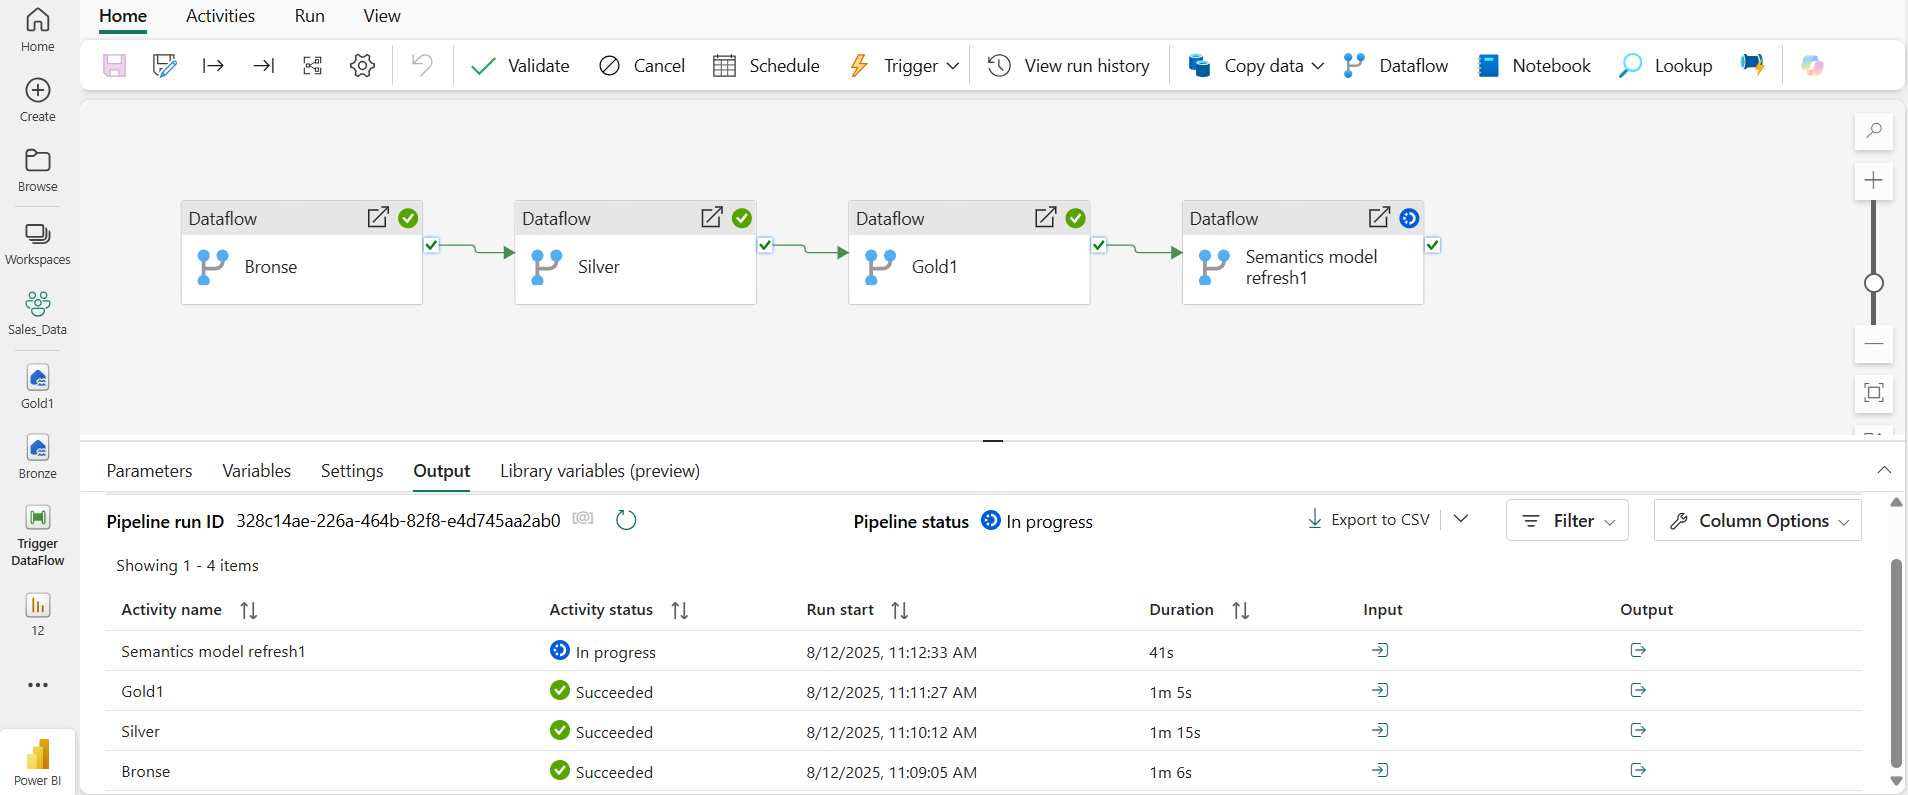 Home
Activities
Run
View
Validate
Cancel
Schedule
Trigger
View run history
Copy data
Dataflow
Notebook
Lookup
Home
Create
Browse
Workspaces
Sales_Data
Gold1
Bronze
Trigger
DataFlow
12
Power BI
Dataflow
Bronse
Dataflow
Silver
Dataflow
Gold1
Dataflow
Semantics model
refresh1
Parameters
Variables
Settings
Output
Library variables (preview)
Pipeline run ID 328c14ae-226a-464b-82f8-e4d745aa2ab0 [@]
Pipeline status In progress
Export to CSV
Filter
Column Options
Showing 1 - 4 items
Activity name Activity status Run start Duration Input Output
Semantics model refresh1 In progress 8/12/2025, 11:12:33 AM 41s
Gold1 Succeeded 8/12/2025, 11:11:27 AM 1m 5s
Silver Succeeded 8/12/2025, 11:10:12 AM 1m 15s
Bronse Succeeded 8/12/2025, 11:09:05 AM 1m 6s